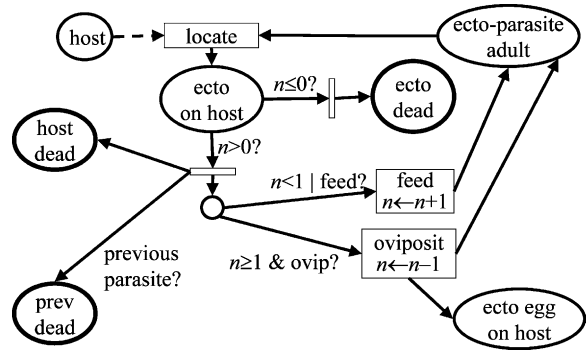 host
locate
ecto-parasite
adult
ecto
on host
n≤0?
ecto
dead
host
dead
n>0?
n<1 | feed?
feed
n←n+1
previous
parasite?
n≥1 & ovip?
oviposit
n←n–1
prev
dead
ecto egg
on host